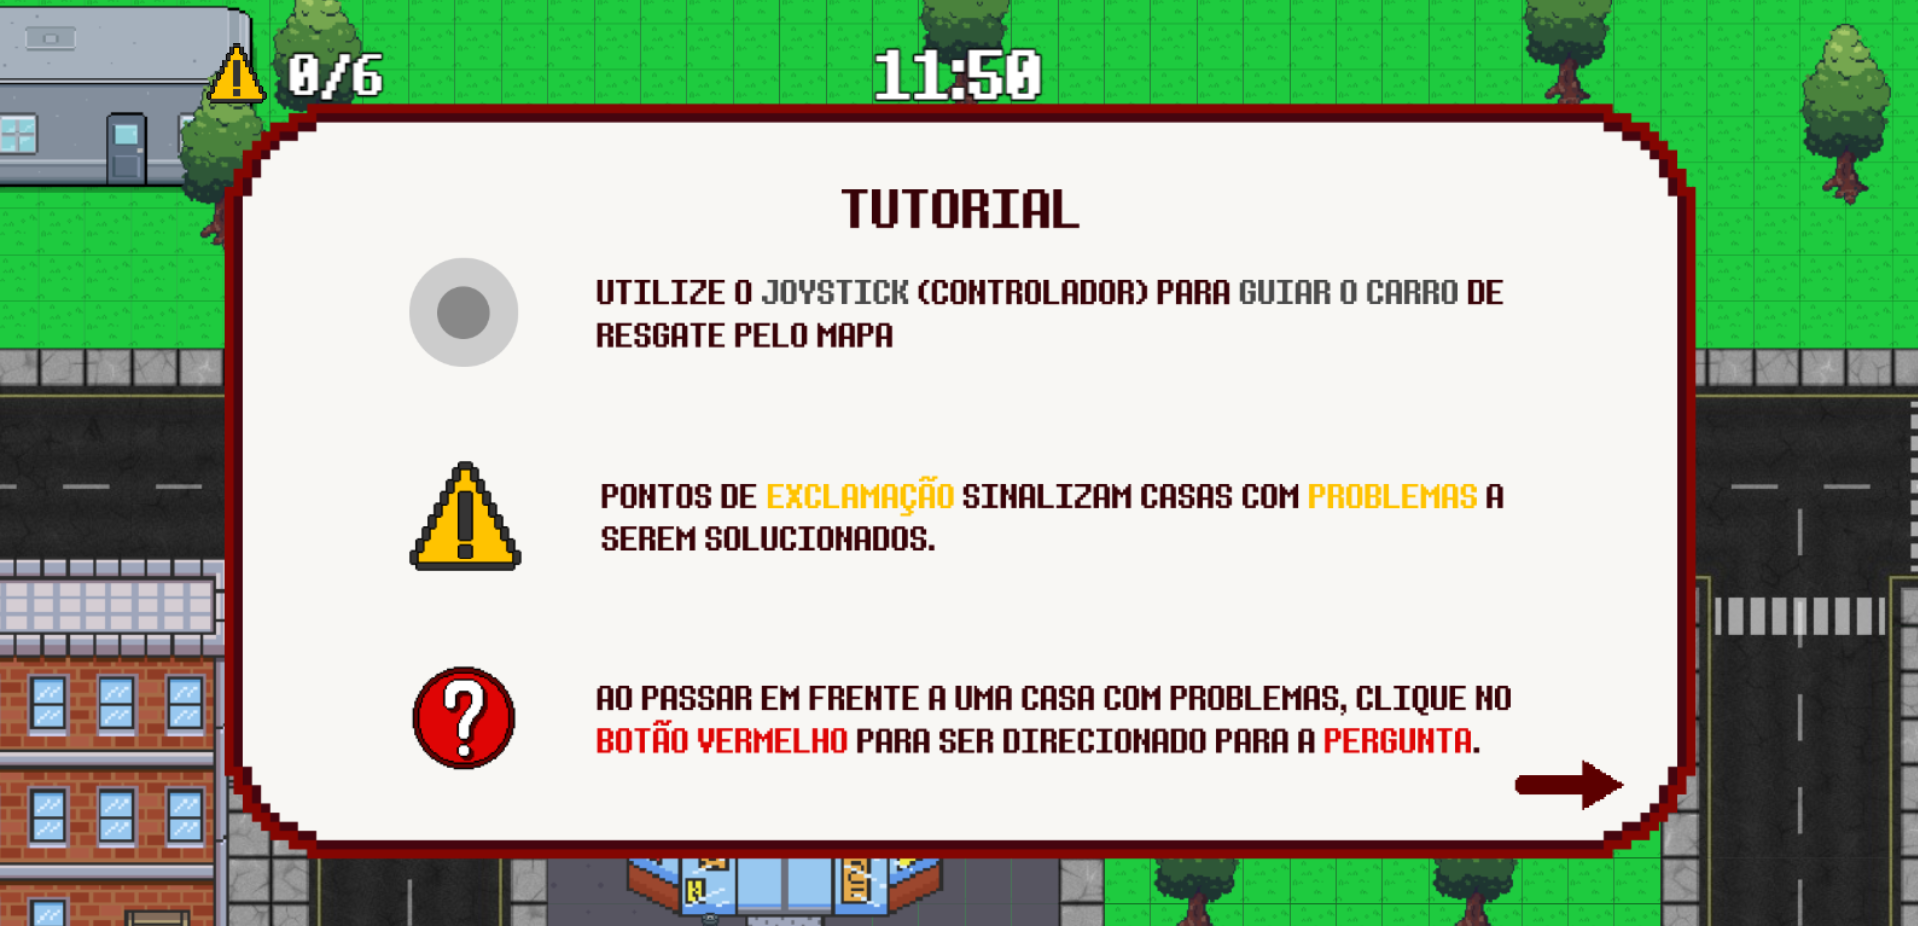 0/6
11:50
TUTORIAL
UTILIZE O JOYSTICK (CONTROLADOR) PARA GUIAR O CARRO DE
RESGATE PELO MAPA
PONTOS DE EXCLAMAÇÃO SINALIZAM CASAS COM PROBLEMAS A
SEREM SOLUCIONADOS.
AO PASSAR EM FRENTE A UMA CASA COM PROBLEMAS, CLIQUE NO
BOTÃO VERMELHO PARA SER DIRECIONADO PARA A PERGUNTA.